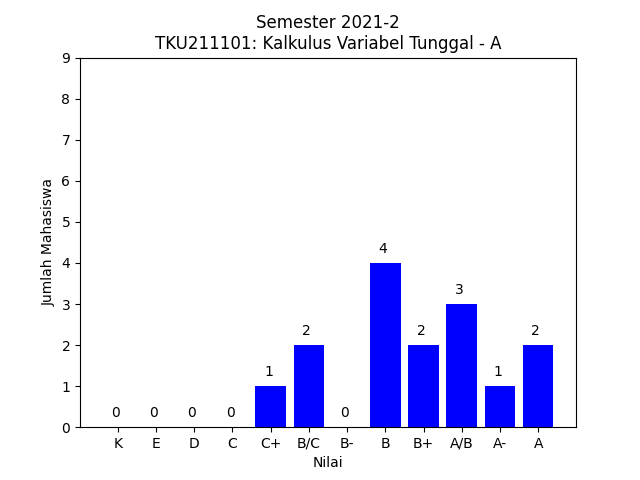 Semester 2021-2
TKU211101: Kalkulus Variabel Tunggal - A
Jumlah Mahasiswa
9
8
7
6
5
4
3
2
1
0
0 0 0 0 1 2 0 4 2 3 1 2
K E D C C+ B/C B- B B+ A/B A- A
Nilai